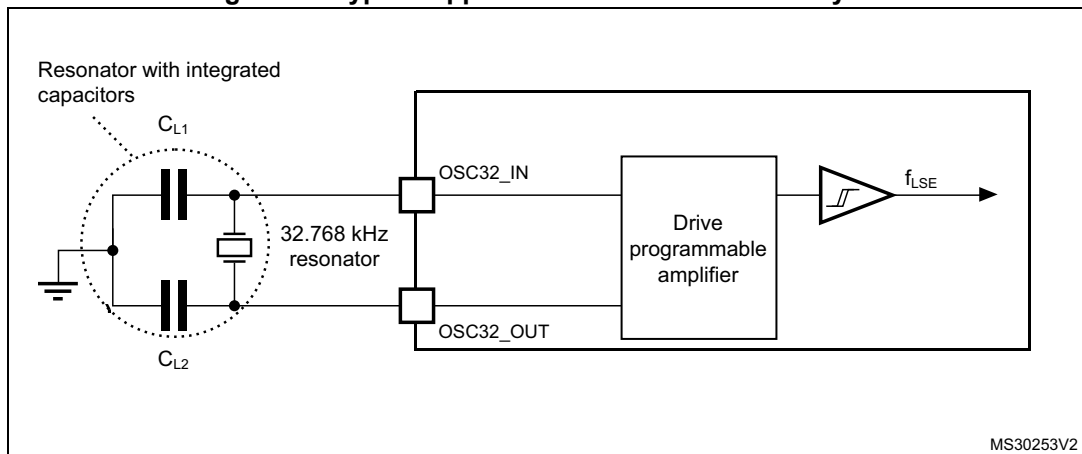 Resonator with integrated
capacitors
C_L1
OSC32_IN
f_LSE
32.768 kHz
resonator
Drive
programmable
amplifier
OSC32_OUT
C_L2
MS30253V2